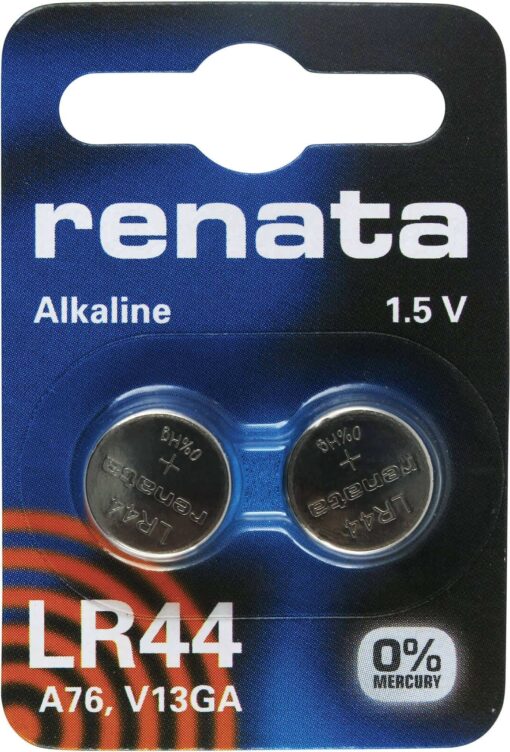 renata
Alkaline 1.5 V
0%Hg
+
renata
LR44
0%Hg
+
renata
LR44
LR44
A76, V13GA
0%
MERCURY